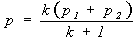 p = k(p₁ + p₂) / k + 1